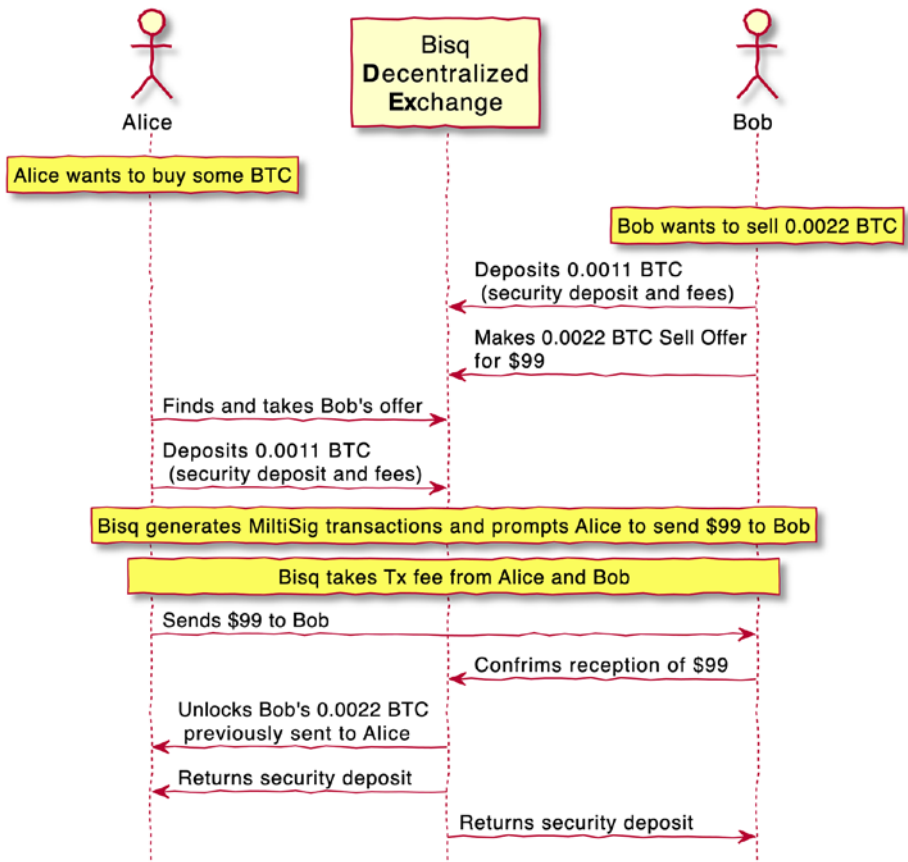 Bisq
Decentralized
Exchange
Alice
Bob
Alice wants to buy some BTC
Bob wants to sell 0.0022 BTC
Deposits 0.0011 BTC
(security deposit and fees)
Makes 0.0022 BTC Sell Offer
for $99
Finds and takes Bob's offer
Deposits 0.0011 BTC
(security deposit and fees)
Bisq generates MiltiSig transactions and prompts Alice to send $99 to Bob
Bisq takes Tx fee from Alice and Bob
Sends $99 to Bob
Confrims reception of $99
Unlocks Bob's 0.0022 BTC
previously sent to Alice
Returns security deposit
Returns security deposit